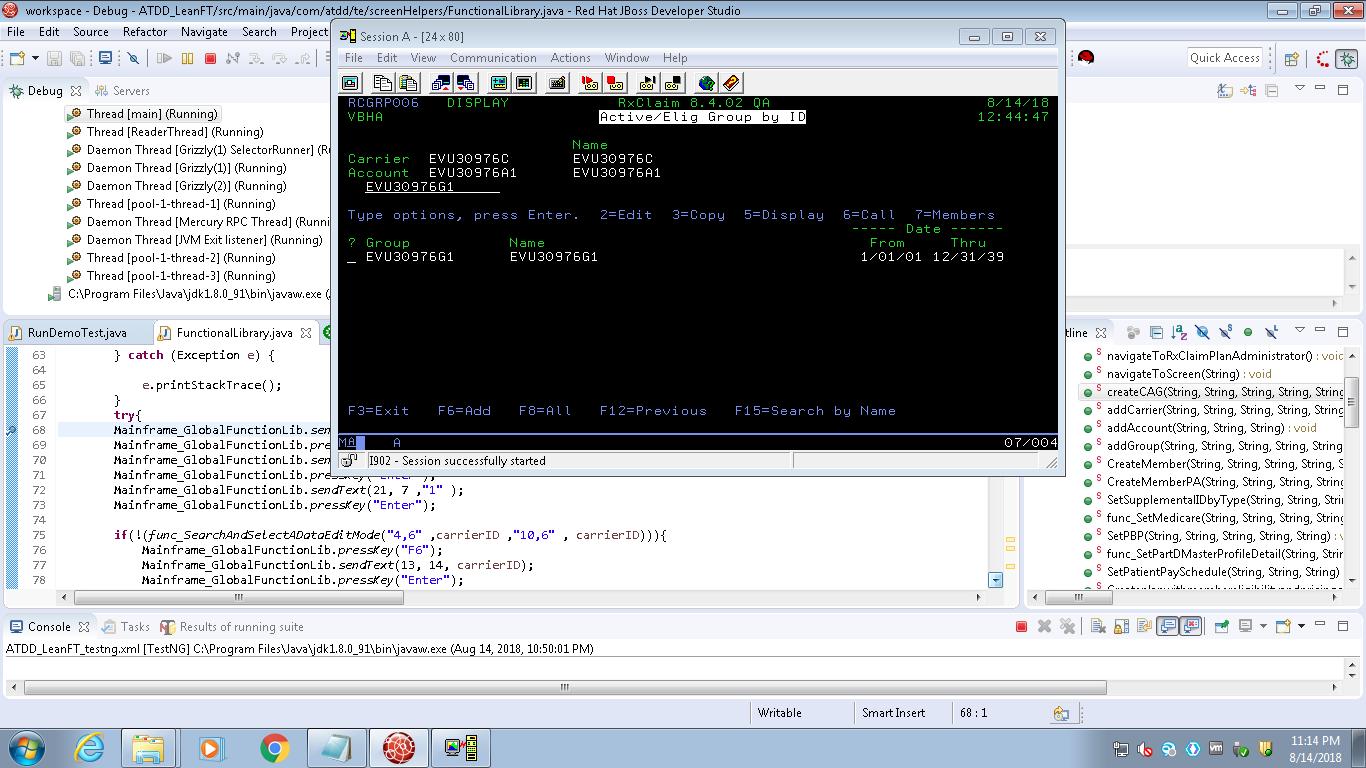 workspace - Debug - ATDD_LeanFT/src/main/java/com/atdd/te/screenHelpers/FunctionalLibrary.java - Red Hat JBoss Developer Studio
File Edit Source Refactor Navigate Search Project
Quick Access
Debug Servers
Thread [main] (Running)
Thread [ReaderThread] (Running)
Daemon Thread [Grizzly(1) SelectorRunner] (R
Daemon Thread [Grizzly(1)] (Running)
Daemon Thread [Grizzly(2)] (Running)
Thread [pool-1-thread-1] (Running)
Daemon Thread [Mercury RPC Thread] (Running)
Daemon Thread [JVM Exit listener] (Running)
Thread [pool-1-thread-2] (Running)
Thread [pool-1-thread-3] (Running)
C:\Program Files\Java\jdk1.8.0_91\bin\javaw.exe (
Session A - [24 x 80]
File Edit View Communication Actions Window Help
RCGRP006 DISPLAY RxClaim 8.4.02 QA 8/14/18
VBHA Active/Elig Group by ID 12:44:47
Name
Carrier EVU30976C EVU30976C
Account EVU30976A1 EVU30976A1
EVU30976G1
Type options, press Enter. 2=Edit 3=Copy 5=Display 6=Call 7=Members
----- Date ------
? Group Name From Thru
_ EVU30976G1 EVU30976G1 1/01/01 12/31/39
F3=Exit F6=Add F8=All F12=Previous F15=Search by Name
MA A 07/004
I902 - Session successfully started
RunDemoTest.java FunctionalLibrary.java
63 } catch (Exception e) {
64
65 e.printStackTrace();
66 }
67 try{
68 Mainframe_GlobalFunctionLib.sen
69 Mainframe_GlobalFunctionLib.pre
70 Mainframe_GlobalFunctionLib.sen
71 Mainframe_GlobalFunctionLib.pressKey("Enter");
72 Mainframe_GlobalFunctionLib.sendText(21, 7 ,"1" );
73 Mainframe_GlobalFunctionLib.pressKey("Enter");
74
75 if(!(func_SearchAndSelectADataEditMode("4,6" ,carrierID ,"10,6" , carrierID))){
76 Mainframe_GlobalFunctionLib.pressKey("F6");
77 Mainframe_GlobalFunctionLib.sendText(13, 14, carrierID);
78 Mainframe_GlobalFunctionLib.pressKey("Enter");
tline
navigateToRxClaimPlanAdministrator() : void
navigateToScreen(String) : void
createCAG(String, String, String, String, String,
addCarrier(String, String, String, String, String,
addAccount(String, String, String) : void
addGroup(String, String, String, String, String,
CreateMember(String, String, String, String,
CreateMemberPA(String, String, String, String,
SetSupplementalIDbyType(String, String, String,
func_SetMedicare(String, String, String, String,
SetPBP(String, String, String, String, String) :
func_SetPartDMasterProfileDetail(String, Strin
SetPatientPaySchedule(String, String, String)
Console Tasks Results of running suite
ATDD_LeanFT_testng.xml [TestNG] C:\Program Files\Java\jdk1.8.0_91\bin\javaw.exe (Aug 14, 2018, 10:50:01 PM)
Writable Smart Insert 68 : 1
11:14 PM
8/14/2018